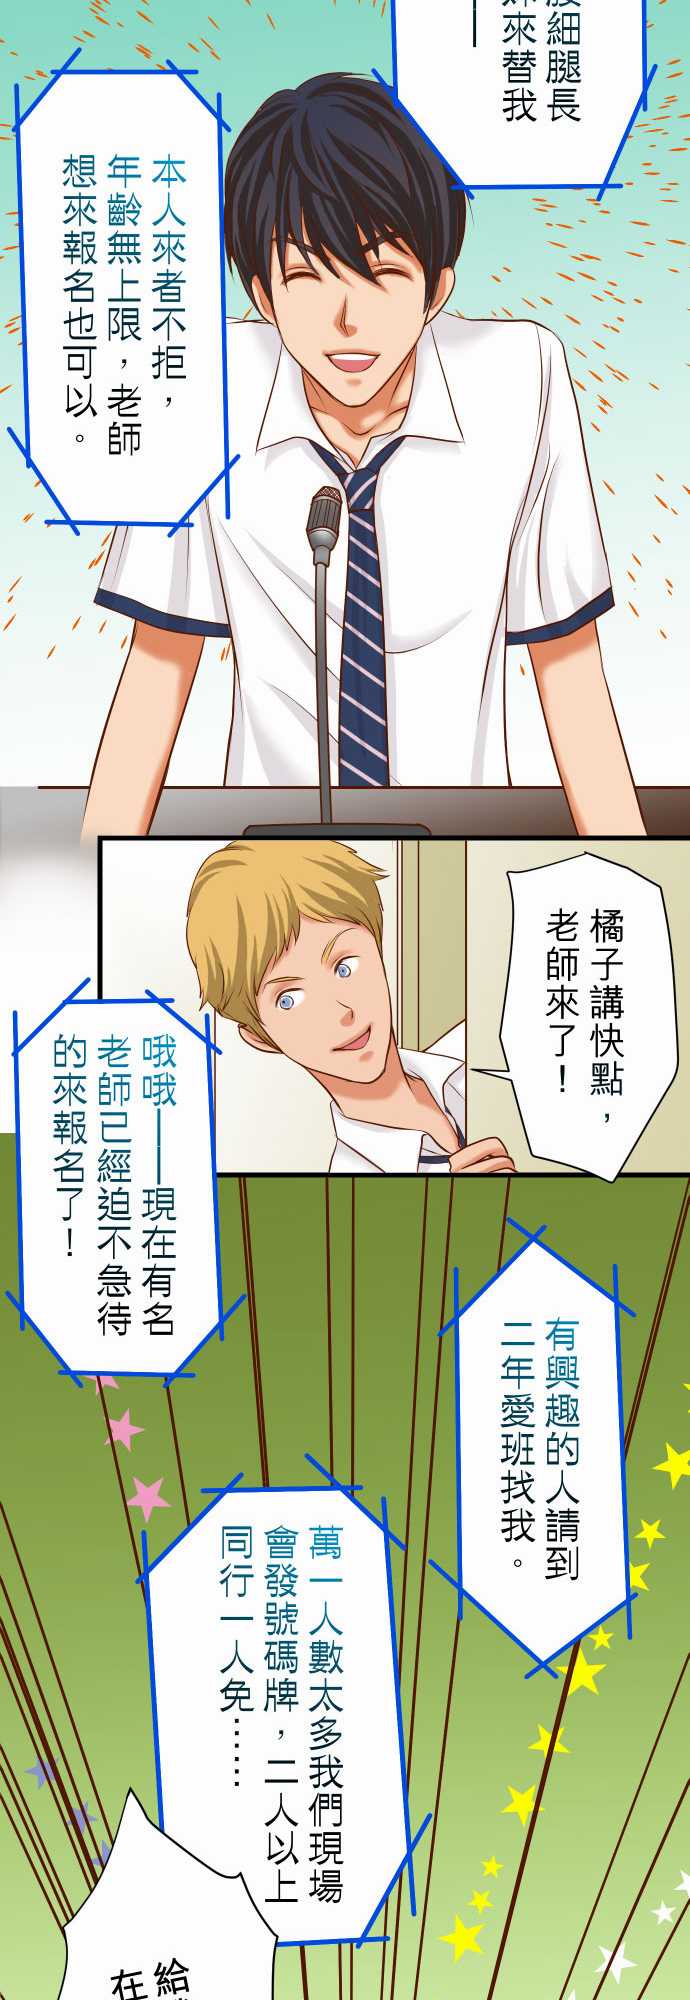 腰細腿長
來替我
——
本人來者不拒，
年齡無上限，老師
想來報名也可以。
橘子講快點，
老師來了！
哦哦——現在有名
老師已經迫不急待
的來報名了！
有興趣的人請到
二年愛班找我。
萬一人數太多我們現場
會發號碼牌，二人以上
同行一人免……
給
在